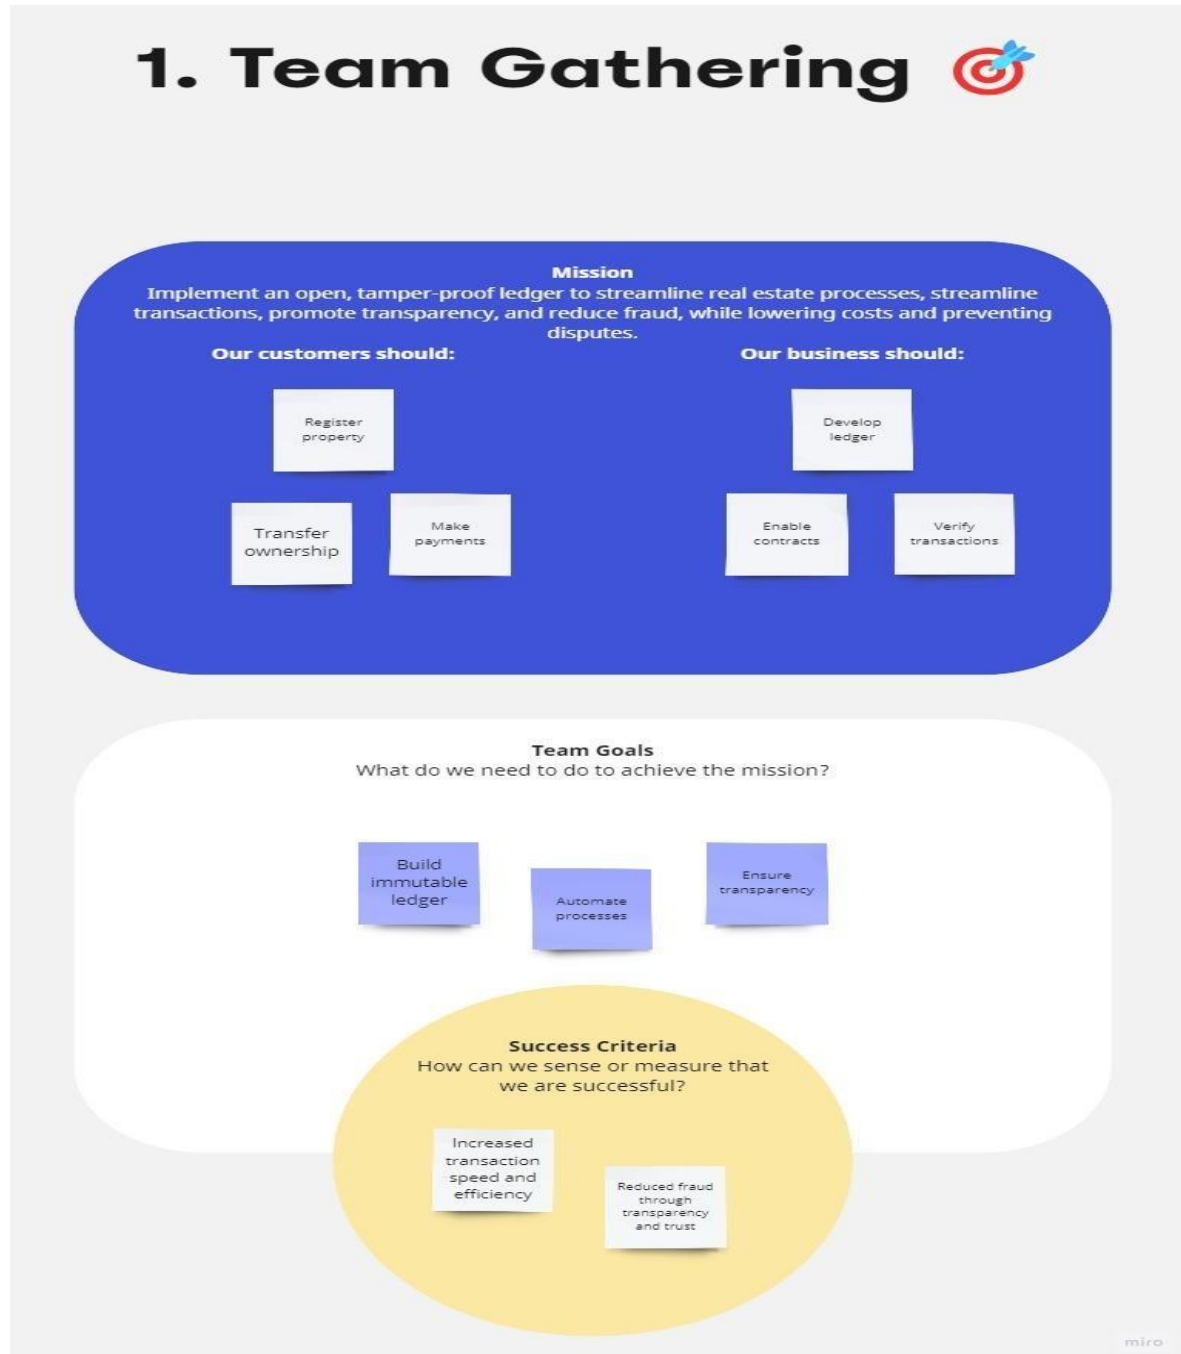 1. Team Gathering
Mission
Implement an open, tamper-proof ledger to streamline real estate processes, streamline
transactions, promote transparency, and reduce fraud, while lowering costs and preventing
disputes.
Our customers should:
Register
property
Transfer
ownership
Make
payments
Our business should:
Develop
ledger
Enable
contracts
Verify
transactions
Team Goals
What do we need to do to achieve the mission?
Build
immutable
ledger
Automate
processes
Ensure
transparency
Success Criteria
How can we sense or measure that
we are successful?
Increased
transaction
speed and
efficiency
Reduced fraud
through
transparency
and trust
miro